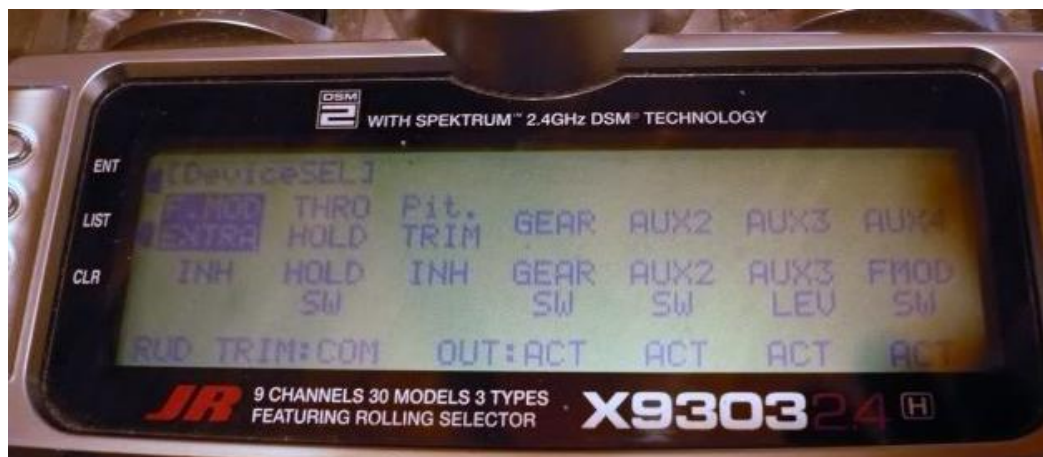 DSM
2
WITH SPEKTRUM™ 2.4GHz DSM® TECHNOLOGY
ENT
LIST
CLR
[DeviceSEL]
F.MOD THRO Pit. GEAR AUX2 AUX3 AUX4
EXTRA HOLD TRIM
INH HOLD INH GEAR AUX2 AUX3 FMOD
SW SW SW LEV SW
RUD TRIM:COM OUT:ACT ACT ACT ACT
JR
9 CHANNELS 30 MODELS 3 TYPES
FEATURING ROLLING SELECTOR
X9303 2.4 H